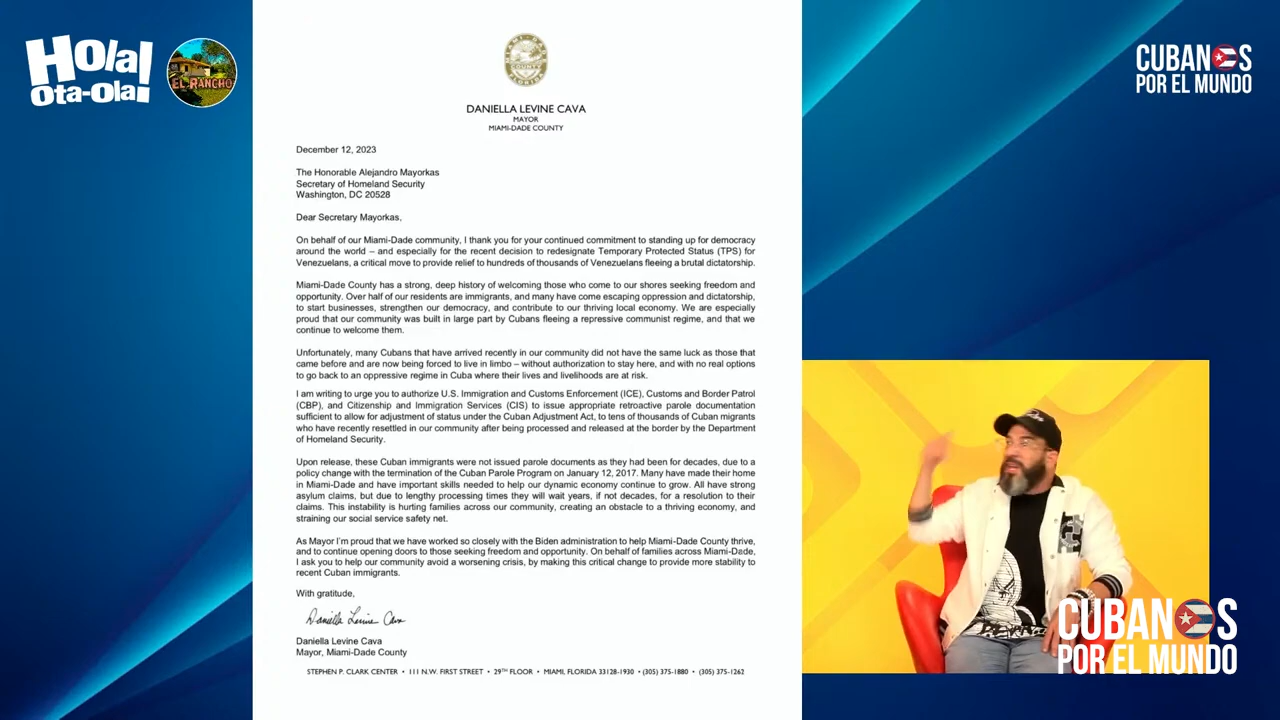 Hola!
Ota-Ola!
EL RANCHO
CUBANOS
POR EL MUNDO
DANIELLA LEVINE CAVA
MAYOR
MIAMI-DADE COUNTY
December 12, 2023
The Honorable Alejandro Mayorkas
Secretary of Homeland Security
Washington, DC 20528
Dear Secretary Mayorkas,
On behalf of our Miami-Dade community, I thank you for your continued commitment to standing up for democracy
around the world – and especially for the recent decision to redesignate Temporary Protected Status (TPS) for
Venezuelans, a critical move to provide relief to hundreds of thousands of Venezuelans fleeing a brutal dictatorship.
Miami-Dade County has a strong, deep history of welcoming those who come to our shores seeking freedom and
opportunity. Over half of our residents are immigrants, and many have come escaping oppression and dictatorship,
to start businesses, strengthen our democracy, and contribute to our thriving local economy. We are especially
proud that our community was built in large part by Cubans fleeing a repressive communist regime, and that we
continue to welcome them.
Unfortunately, many Cubans that have arrived recently in our community did not have the same luck as those that
came before and are now being forced to live in limbo – without authorization to stay here, and with no real options
to go back to an oppressive regime in Cuba where their lives and livelihoods are at risk.
I am writing to urge you to authorize U.S. Immigration and Customs Enforcement (ICE), Customs and Border Patrol
(CBP), and Citizenship and Immigration Services (CIS) to issue appropriate retroactive parole documentation
sufficient to allow for adjustment of status under the Cuban Adjustment Act, to tens of thousands of Cuban migrants
who have recently resettled in our community after being processed and released at the border by the Department
of Homeland Security.
Upon release, these Cuban immigrants were not issued parole documents as they had been for decades, due to a
policy change with the termination of the Cuban Parole Program on January 12, 2017. Many have made their home
in Miami-Dade and have important skills needed to help our dynamic economy continue to grow. All have strong
asylum claims, but due to lengthy processing times they will wait years, if not decades, for a resolution to their
claims. This instability is hurting families across our community, creating an obstacle to a thriving economy, and
straining our social service safety net.
As Mayor I'm proud that we have worked so closely with the Biden administration to help Miami-Dade County thrive,
and to continue opening doors to those seeking freedom and opportunity. On behalf of families across Miami-Dade,
I ask you to help our community avoid a worsening crisis, by making this critical change to provide more stability to
recent Cuban immigrants.
With gratitude,
Daniella Levine Cava
Daniella Levine Cava
Mayor, Miami-Dade County
STEPHEN P. CLARK CENTER • 111 N.W. FIRST STREET • 29TH FLOOR • MIAMI, FLORIDA 33128-1930 • (305) 375-1880 • (305) 375-1262
CUBANOS
POR EL MUNDO